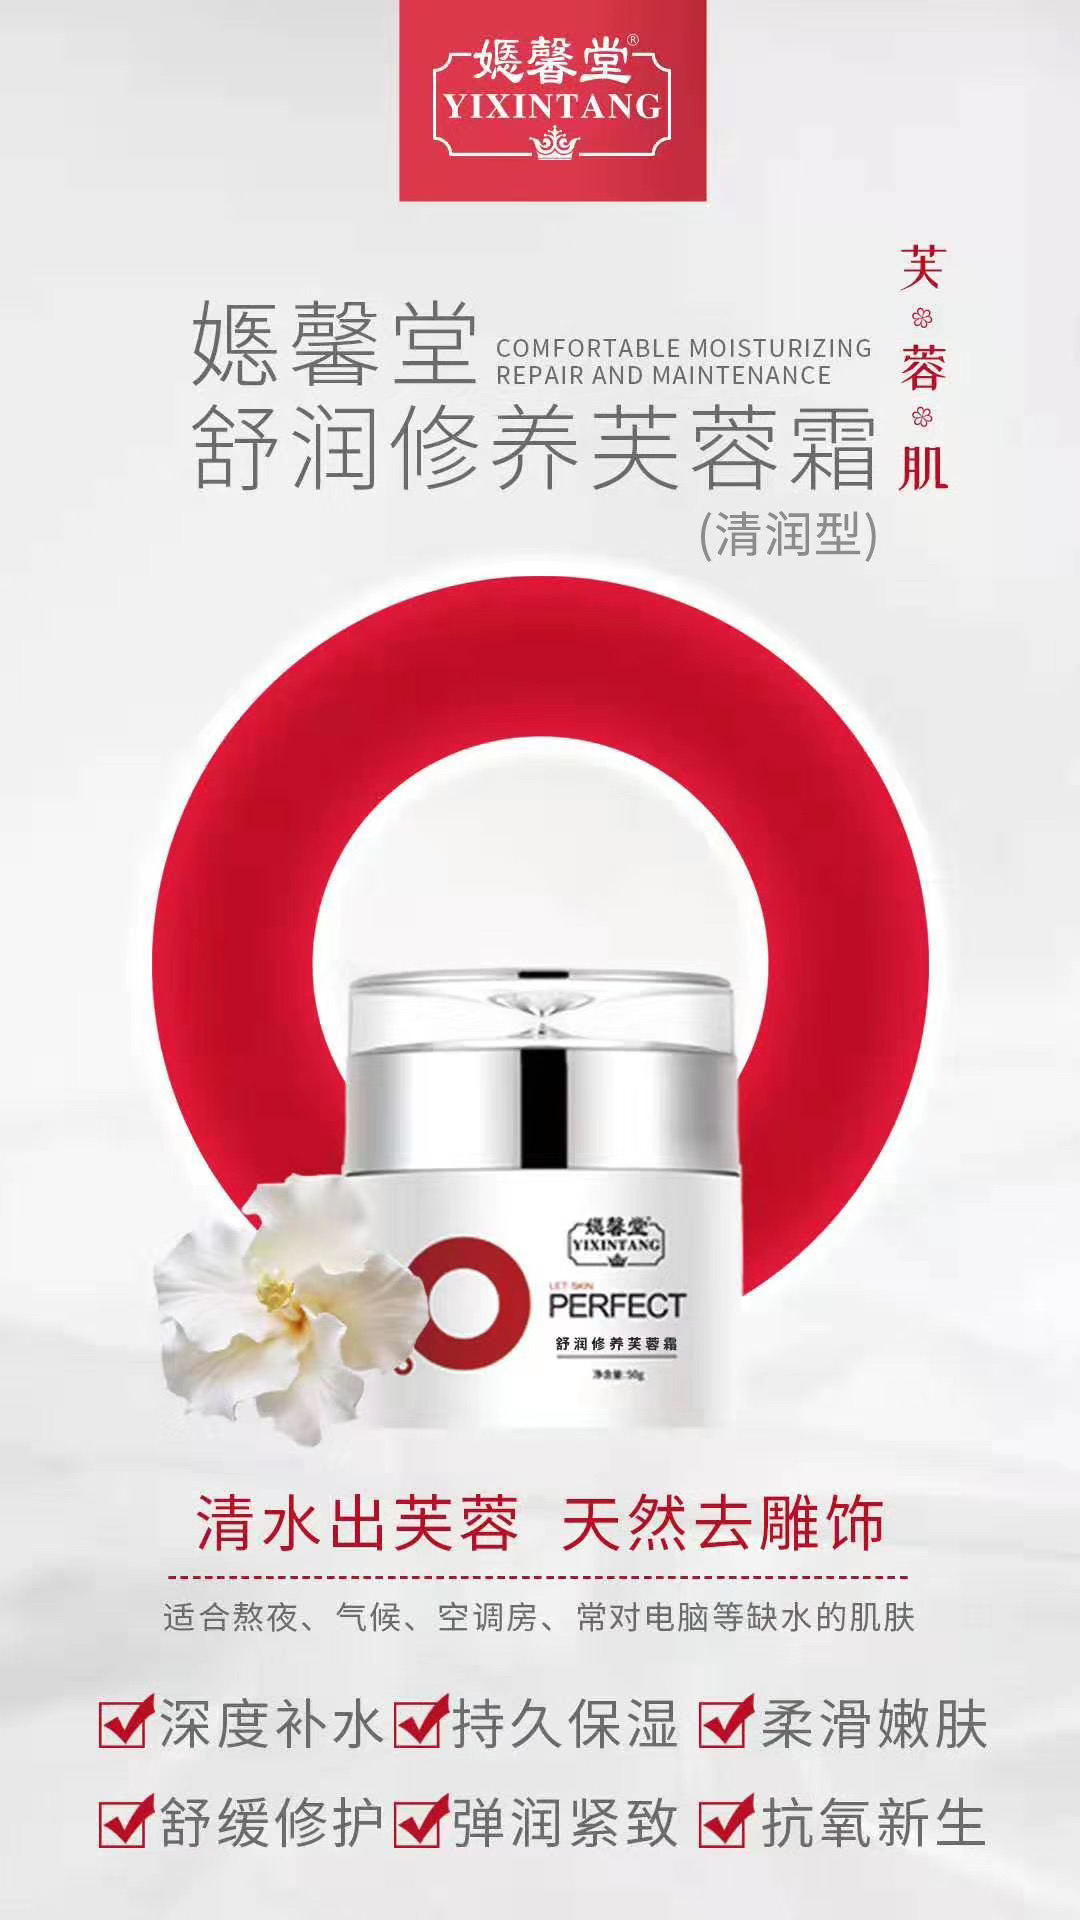 嬺馨堂®
YIXINTANG
芙蓉肌
嬺馨堂
COMFORTABLE MOISTURIZING
REPAIR AND MAINTENANCE
舒润修养芙蓉霜
(清润型)
嬺馨堂
YIXINTANG
LET SKIN
PERFECT
舒润修养芙蓉霜
净含量:50g
清水出芙蓉 天然去雕饰
适合熬夜、气候、空调房、常对电脑等缺水的肌肤
深度补水 持久保湿 柔滑嫩肤
舒缓修护 弹润紧致 抗氧新生